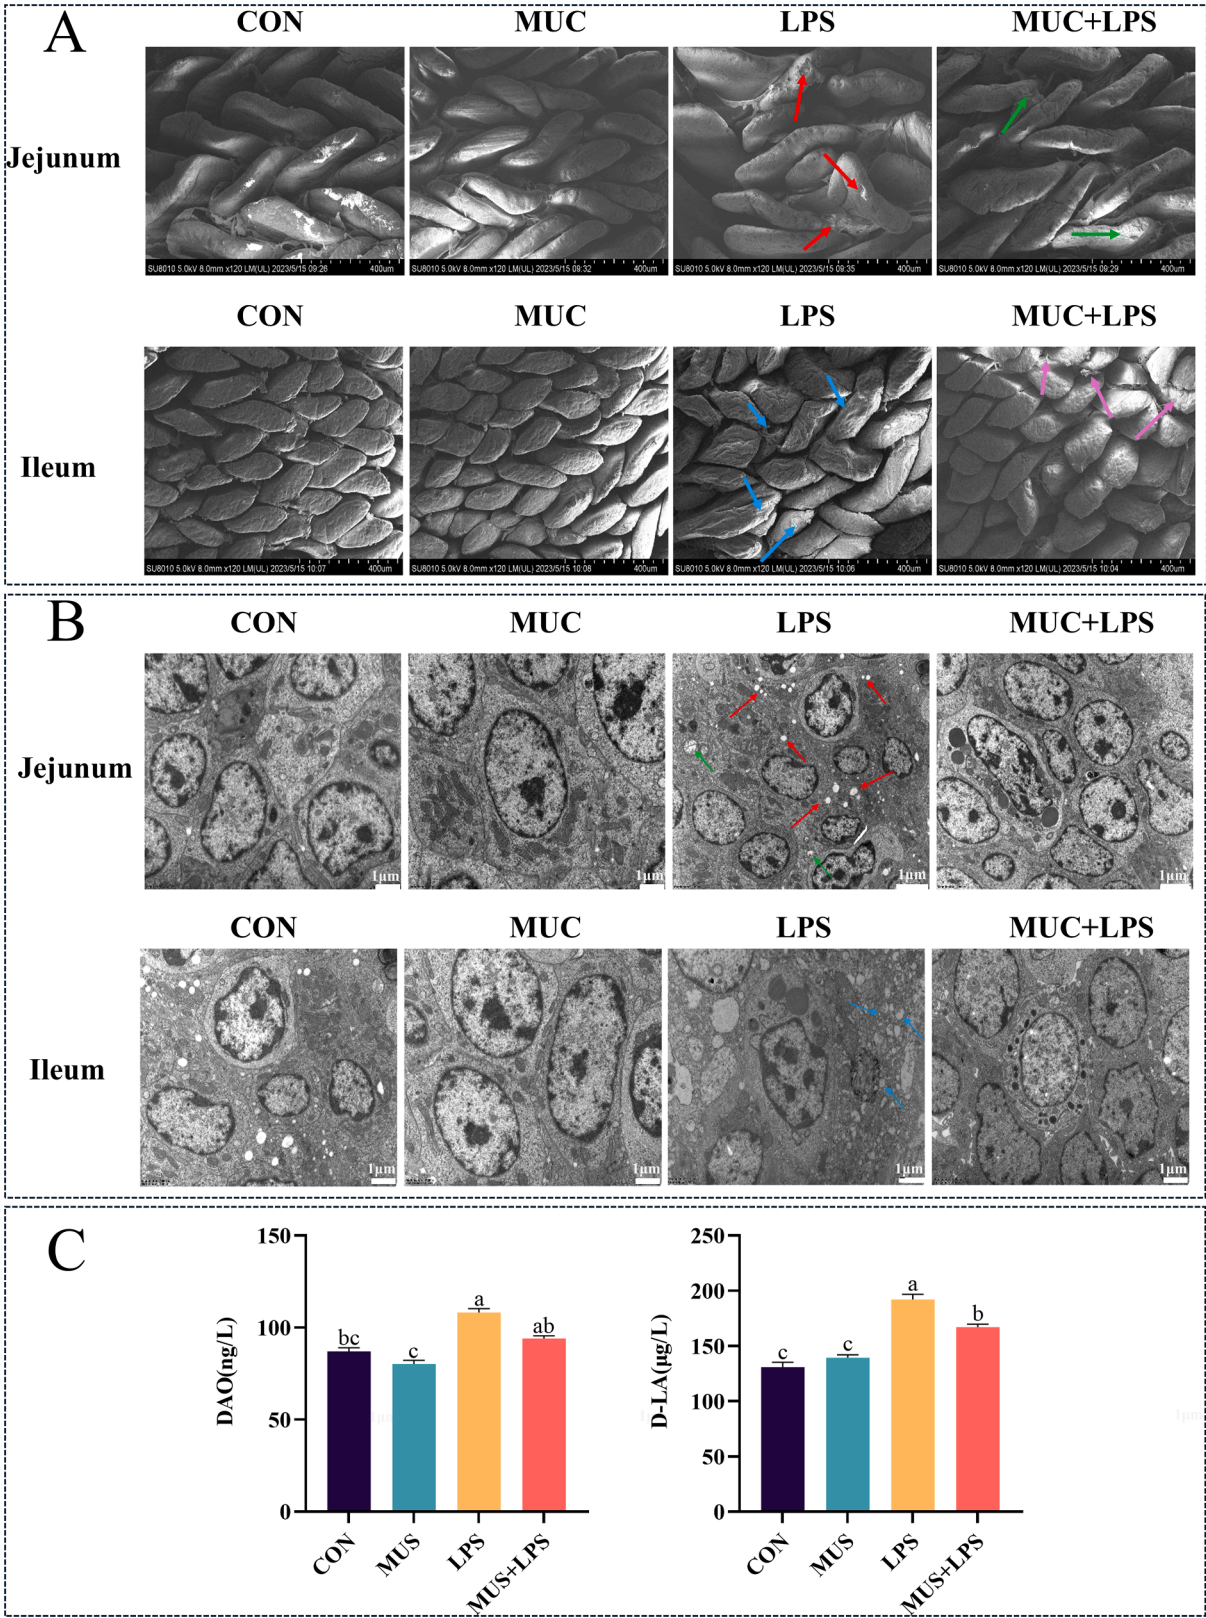 A
CON MUC LPS MUC+LPS
Jejunum
SU8010 5.0kV 8.0mm x120 LM(UL) 2023/5/15 09:26 400um
SU8010 5.0kV 8.0mm x120 LM(UL) 2023/5/15 09:32 400um
SU8010 5.0kV 8.0mm x120 LM(UL) 2023/5/15 09:35 400um
SU8010 5.0kV 8.0mm x120 LM(UL) 2023/5/15 09:29 400um
CON MUC LPS MUC+LPS
Ileum
SU8010 5.0kV 8.0mm x120 LM(UL) 2023/5/15 10:07 400um
SU8010 5.0kV 8.0mm x120 LM(UL) 2023/5/15 10:08 400um
SU8010 5.0kV 8.0mm x120 LM(UL) 2023/5/15 10:06 400um
SU8010 5.0kV 8.0mm x120 LM(UL) 2023/5/15 10:04 400um
B
CON MUC LPS MUC+LPS
Jejunum
1μm 1μm 1μm 1μm
CON MUC LPS MUC+LPS
Ileum
1μm 1μm 1μm 1μm
C
DAO(ng/L)
150
100
50
0
bc
c
a
ab
CON
MUS
LPS
MUS+LPS
D-LA(μg/L)
250
200
150
100
50
0
c
c
a
b
CON
MUS
LPS
MUS+LPS
1μm